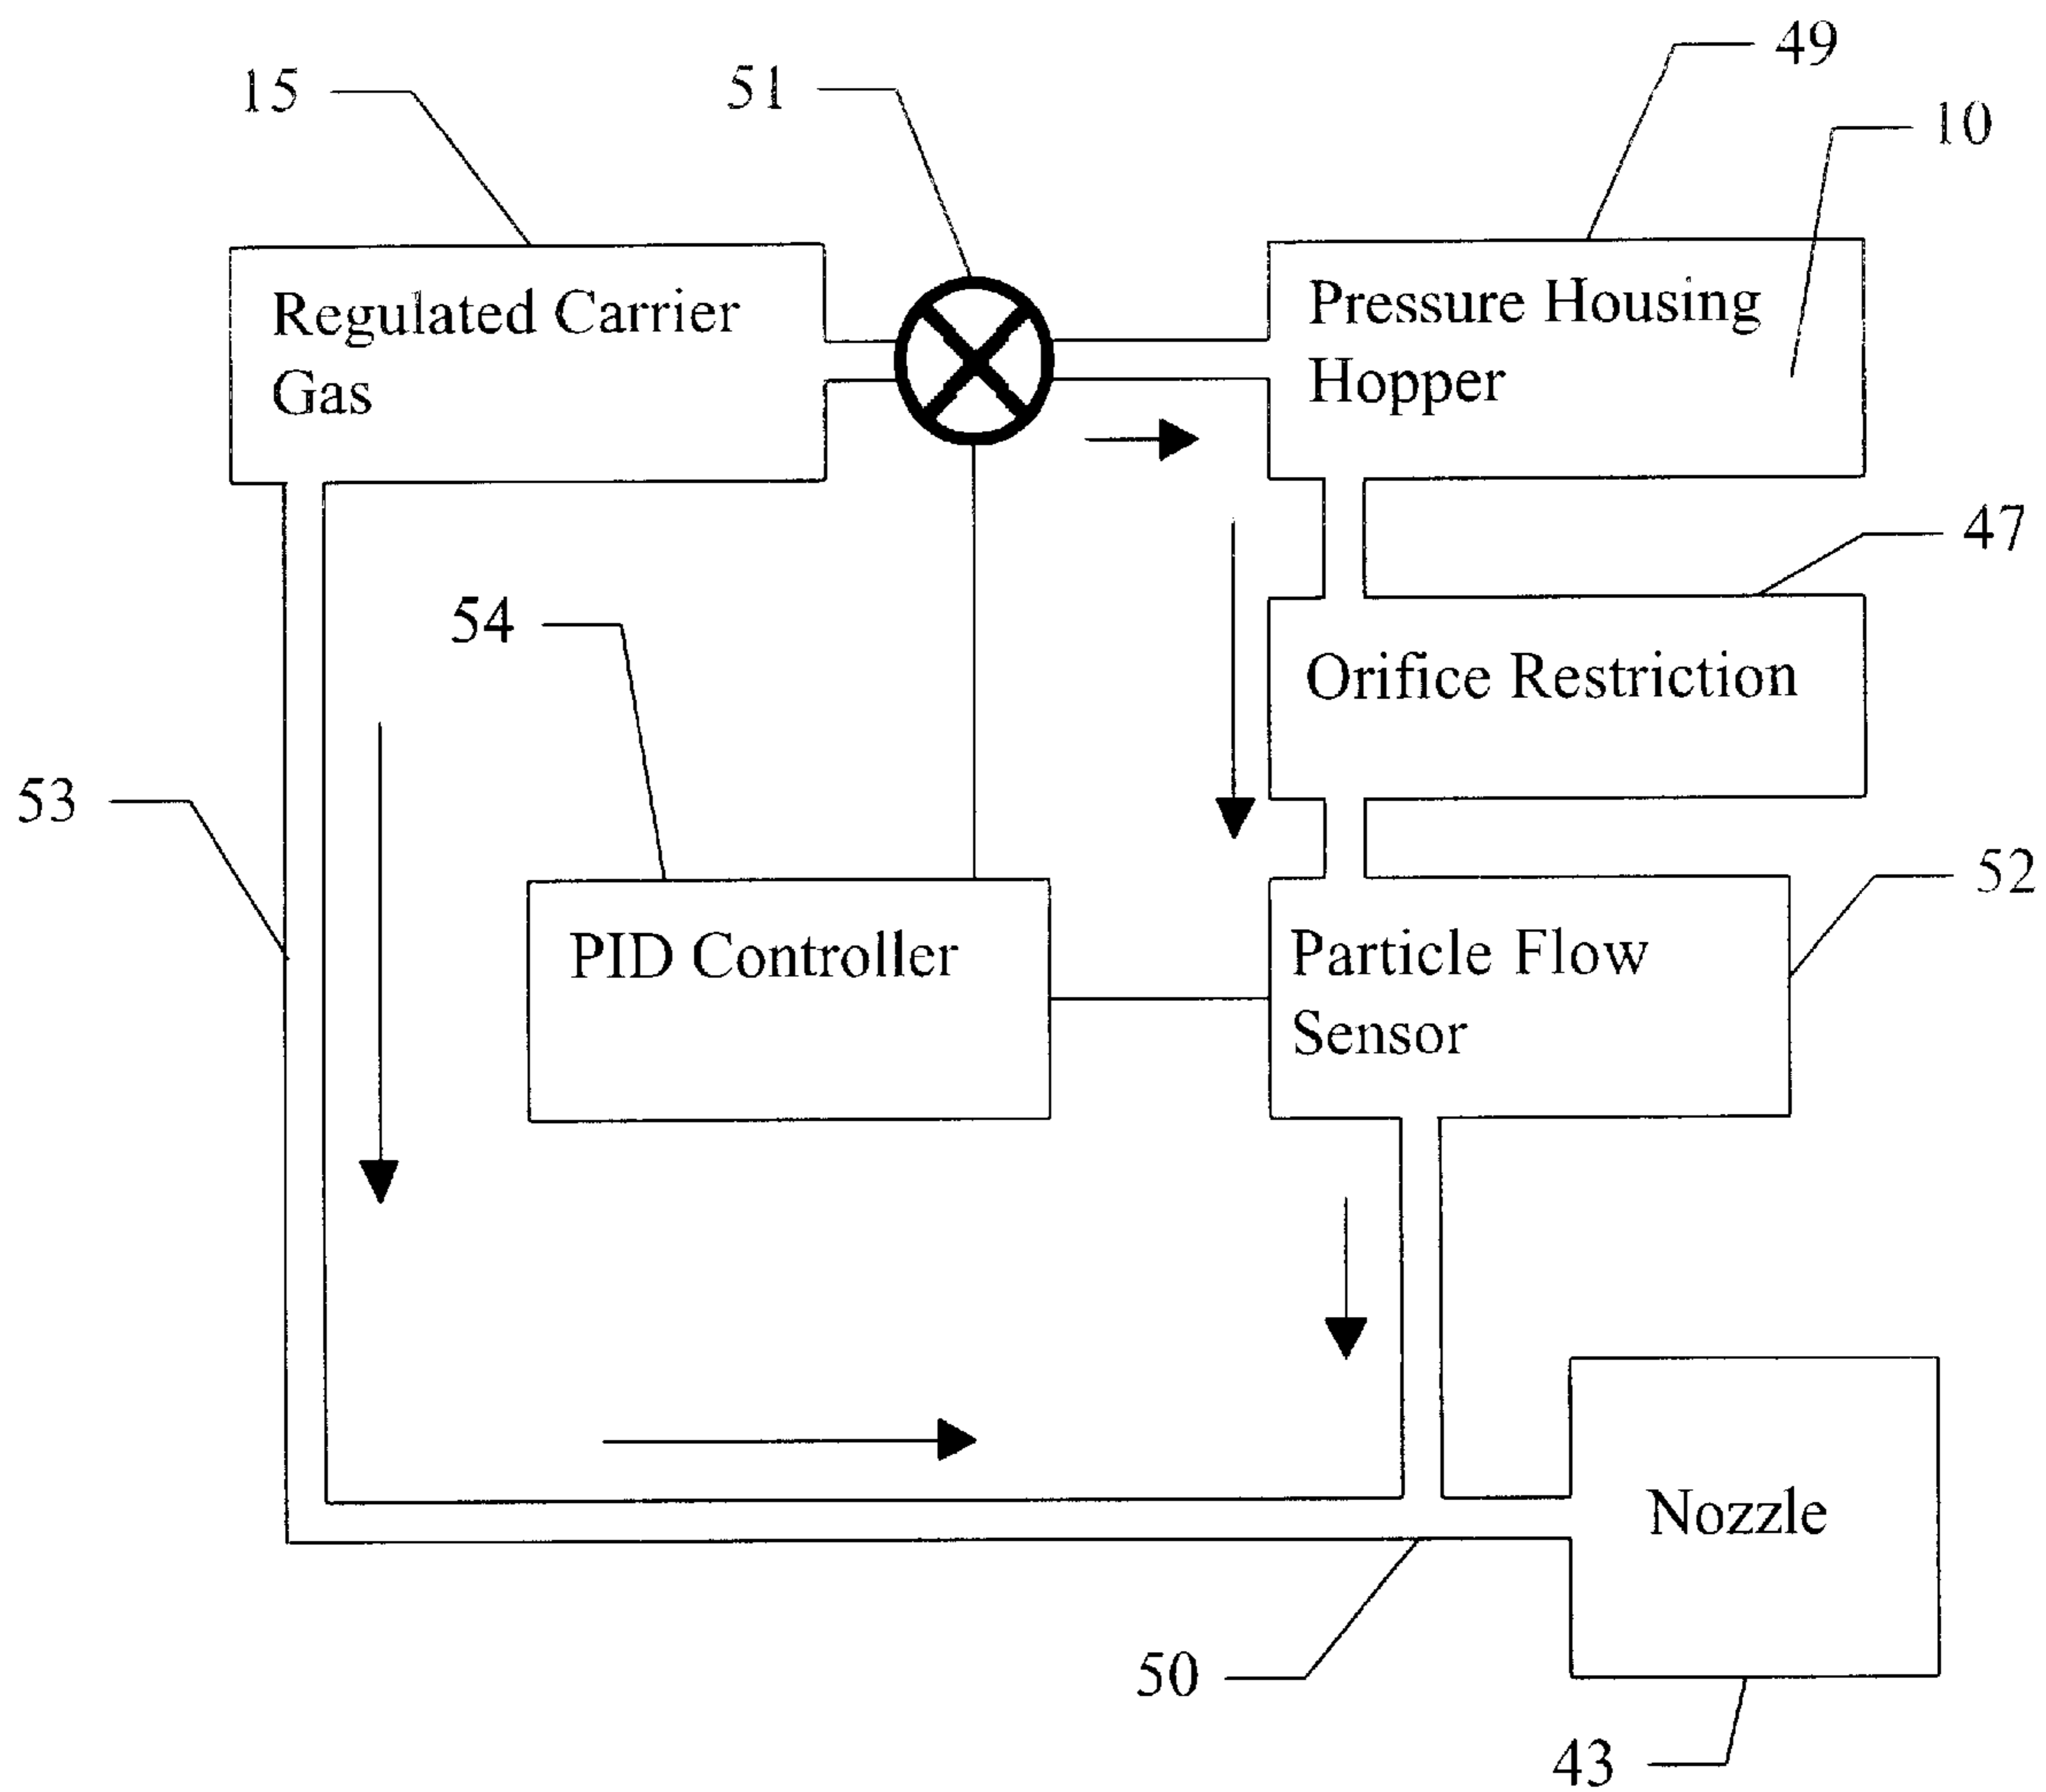 49
15
51
10
Regulated Carrier
Gas
Pressure Housing
Hopper
47
54
Orifice Restriction
53
52
PID Controller
Particle Flow
Sensor
Nozzle
50
43